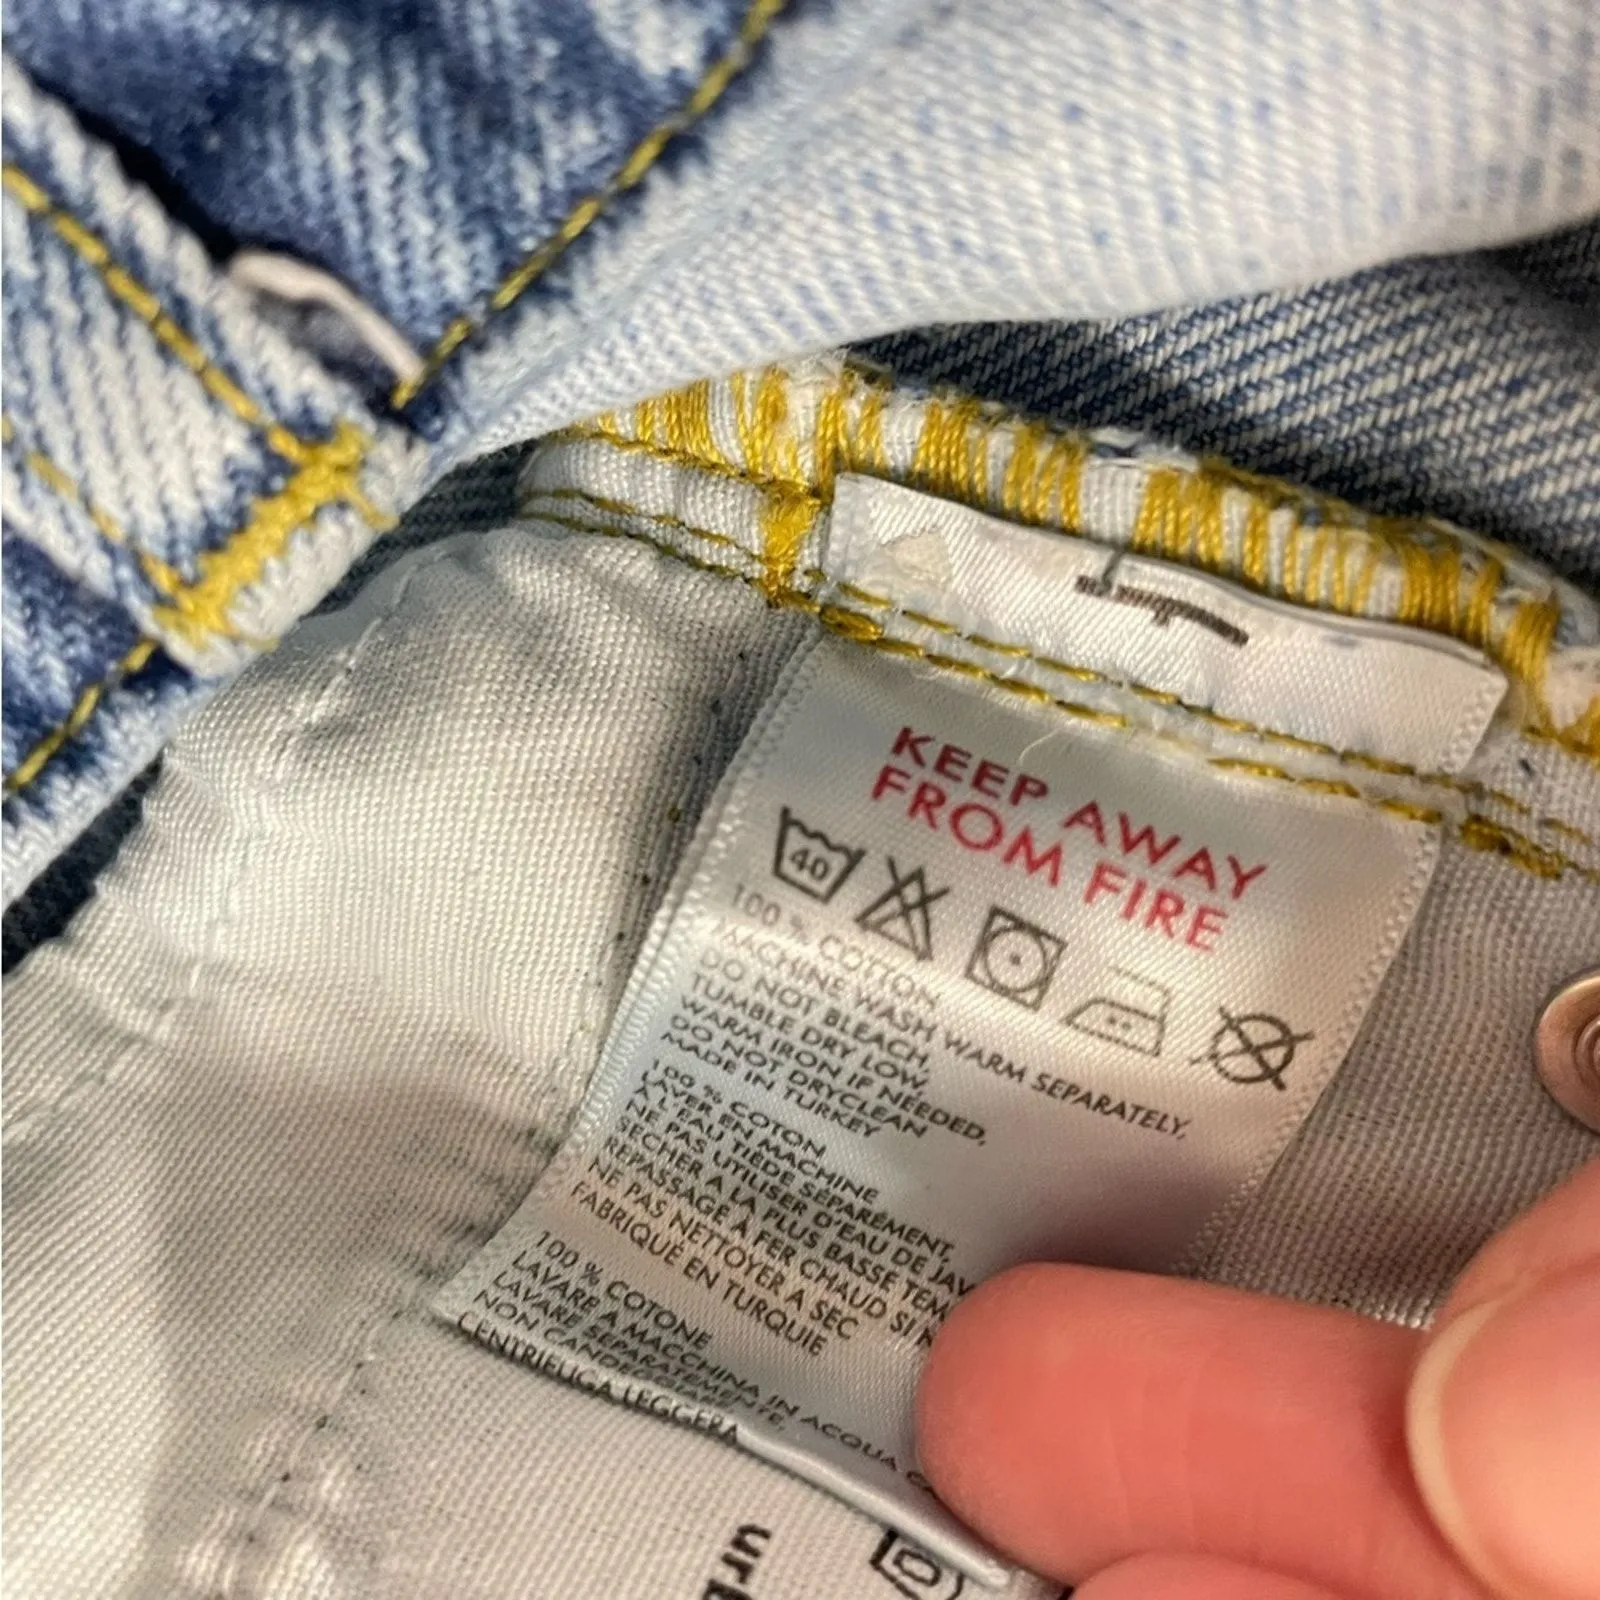 KEEP AWAY
FROM FIRE
40
100 % COTTON
MACHINE WASH WARM SEPARATELY,
DO NOT BLEACH,
TUMBLE DRY LOW,
WARM IRON IF NEEDED,
DO NOT DRYCLEAN
MADE IN TURKEY
100 % COTON
LAVER EN MACHINE
A L'EAU TIÈDE SÉPARÉMENT,
NE PAS UTILISER D'EAU DE JAV
SECHER A LA PLUS BASSE TEM
REPASSAGE À FER CHAUD SI N
NE PAS NETTOYER A SEC
FABRIQUÉ EN TURQUIE
100 % COTONE
LAVARE A MACCHINA IN ACQUA
LAVARE SEPARATEMENTE,
NON CANDEGGIARE
CENTRIFUGA LEGGERA